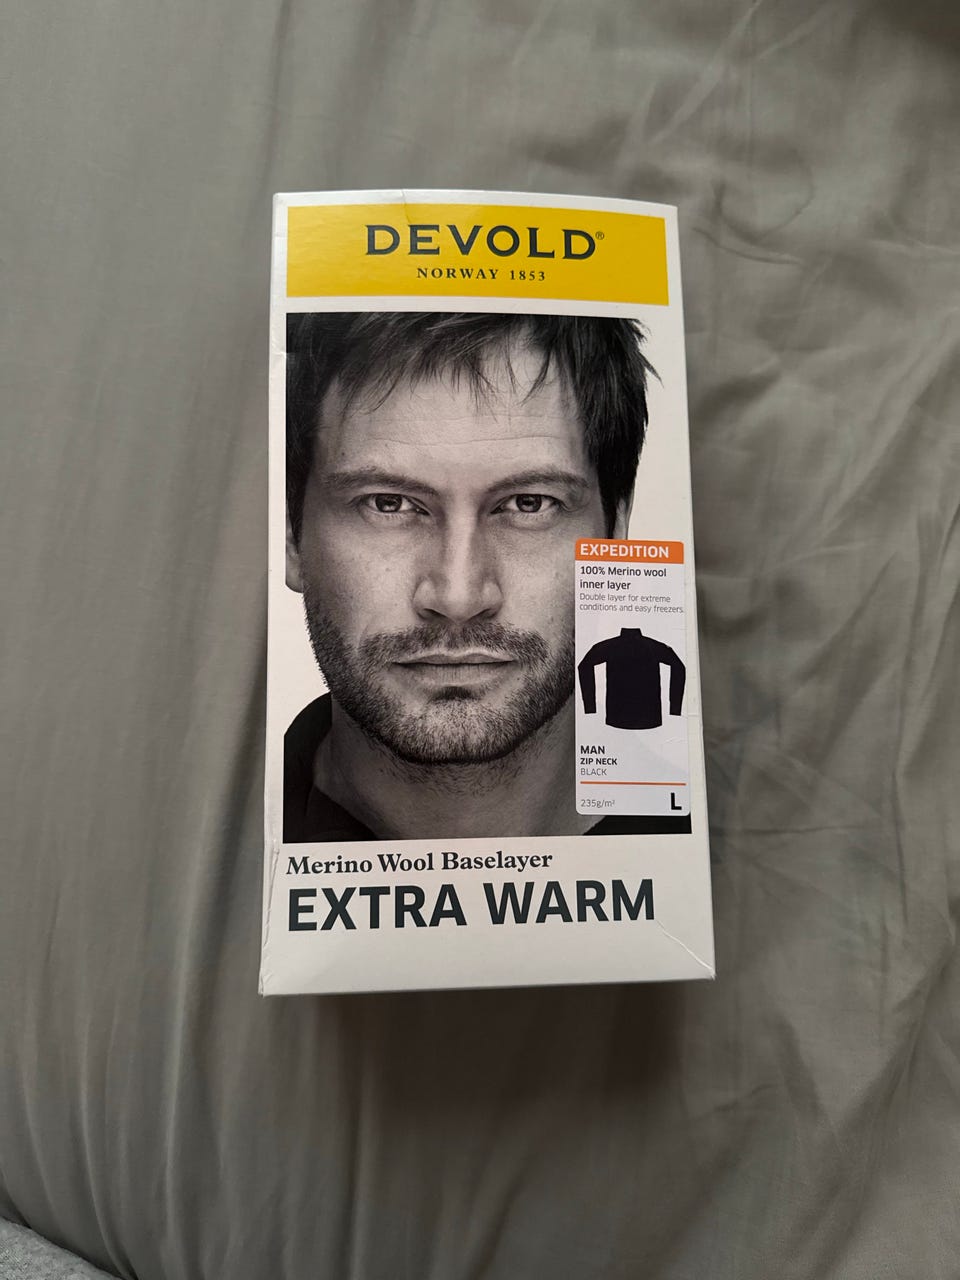 DEVOLD®
NORWAY 1853
EXPEDITION
100% Merino wool
inner layer
Double layer for extreme
conditions and easy freezers.
MAN
ZIP NECK
BLACK
235g/m²
L
Merino Wool Baselayer
EXTRA WARM